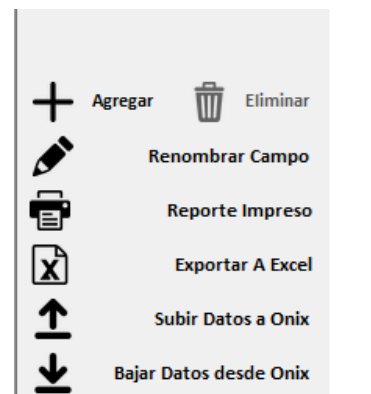 Agregar Eliminar
Renombrar Campo
Reporte Impreso
Exportar A Excel
Subir Datos a Onix
Bajar Datos desde Onix